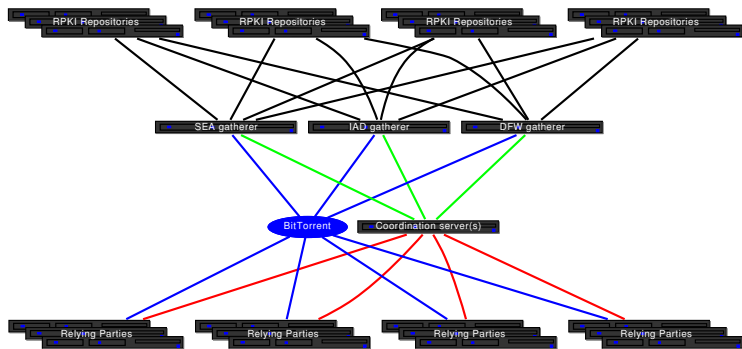 RPKI Repositories
RPKI Repositories
RPKI Repositories
RPKI Repositories
SEA gatherer
IAD gatherer
DFW gatherer
BitTorrent
Coordination server(s)
Relying Parties
Relying Parties
Relying Parties
Relying Parties